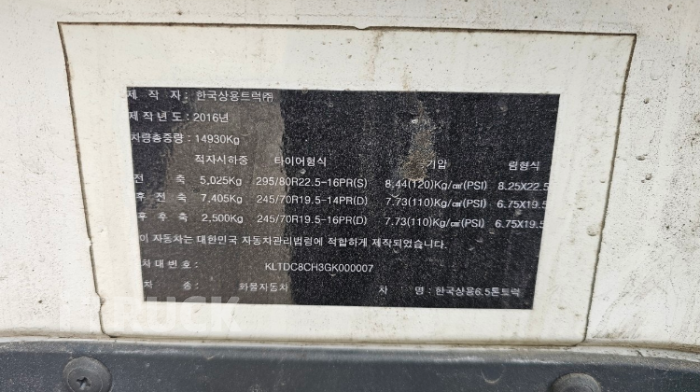 제 작 자 : 한국상용트럭㈜
제작년도 : 2016년
차량총중량 : 14930Kg
적차시하중 타이어형식 공기압 림형식
전 축 5,025Kg 295/80R22.5-16PR(S) 8.44(120)Kg/㎠(PSI) 8.25X22.5
후 전 축 7,405Kg 245/70R19.5-14PR(D) 7.73(110)Kg/㎠(PSI) 6.75X19.5
후 후 축 2,500Kg 245/70R19.5-16PR(D) 7.73(110)Kg/㎠(PSI) 6.75X19.5
이 자동차는 대한민국 자동차관리법령에 적합하게 제작되었습니다.
차대번호 : KLTDC8CH3GK000007
차 종 : 화물자동차 차 명 : 한국상용6.5톤트럭
TRUCK